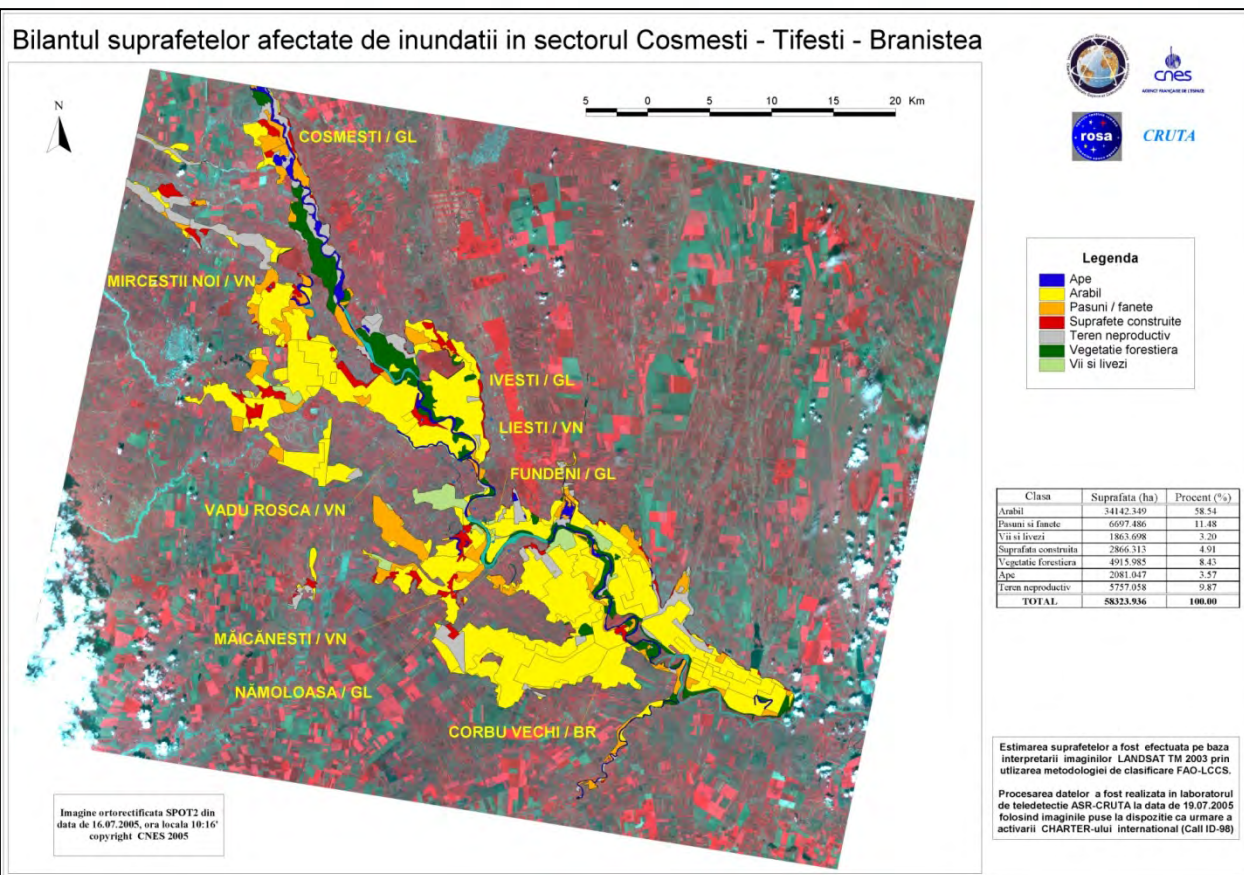 Bilantul suprafetelor afectate de inundatii in sectorul Cosmesti - Tifesti - Branistea
N
5 0 5 10 15 20 Km
cnes
rosa
CRUTA
COSMESTI / GL
MIRCESTII NOI / VN
IVESTI / GL
LIESTI / VN
FUNDENI / GL
VADU ROSCA / VN
MĂICĂNESTI / VN
NĂMOLOASA / GL
CORBU VECHI / BR
Legenda
Ape
Arabil
Pasuni / fanete
Suprafete construite
Teren neproductiv
Vegetatie forestiera
Vii si livezi
Clasa Suprafata (ha) Procent (%)
Arabil 34142.349 58.54
Pasuni si fanete 6697.486 11.48
Vii si livezi 1863.698 3.20
Suprafata construita 2866.313 4.91
Vegetatie forestiera 4915.985 8.43
Ape 2081.047 3.57
Teren neproductiv 5757.058 9.87
TOTAL 58323.936 100.00
Estimarea suprafetelor a fost efectuata pe baza
interpretarii imaginilor LANDSAT TM 2003 prin
utlizarea metodologiei de clasificare FAO-LCCS.
Procesarea datelor a fost realizata in laboratorul
de teledetectie ASR-CRUTA la data de 19.07.2005
folosind imaginile puse la dispozitie ca urmare a
activarii CHARTER-ului international (Call ID-98)
Imagine ortorectificata SPOT2 din
data de 16.07.2005, ora locala 10:16'
copyright CNES 2005